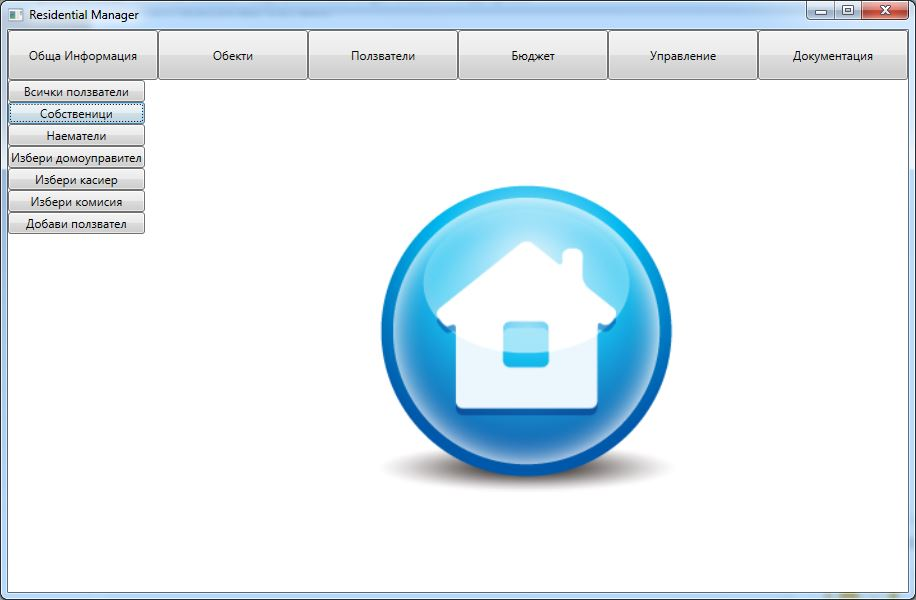 Residential Manager
Обща Информация
Обекти
Ползватели
Бюджет
Управление
Документация
Всички ползватели
Собственици
Наематели
Избери домоуправител
Избери касиер
Избери комисия
Добави ползвател